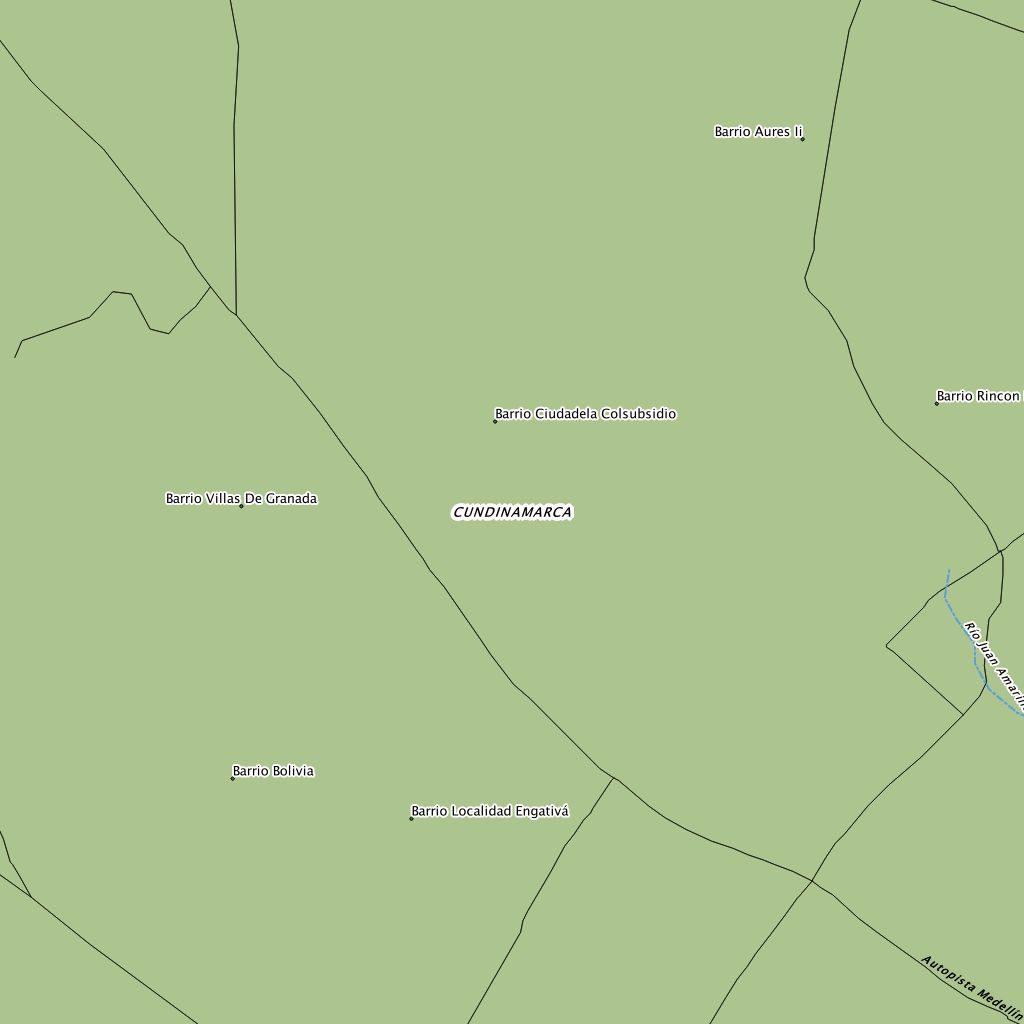 Barrio Aures Ii
Barrio Rincon
Barrio Ciudadela Colsubsidio
Barrio Villas De Granada
CUNDINAMARCA
Río Juan
Barrio Bolivia
Barrio Localidad Engativá
Autopista Medellín